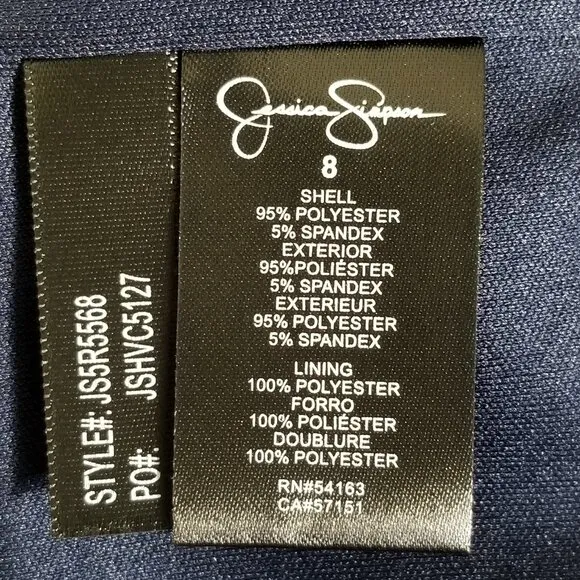 STYLE#: JS5R5568
PO#: JSHVC5127
Jessica Simpson
8
SHELL
95% POLYESTER
5% SPANDEX
EXTERIOR
95%POLIÉSTER
5% SPANDEX
EXTERIEUR
95% POLYESTER
5% SPANDEX
LINING
100% POLYESTER
FORRO
100% POLIÉSTER
DOUBLURE
100% POLYESTER
RN#54163
CA#57151